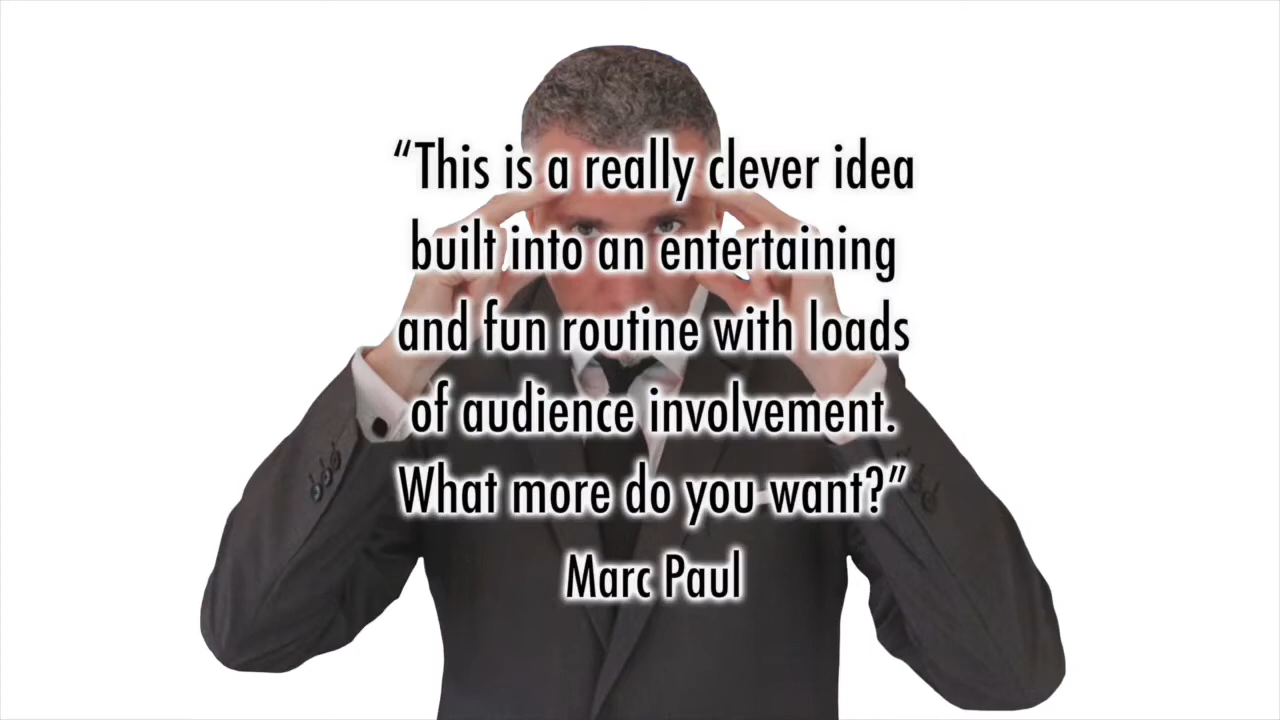 “This is a really clever idea
built into an entertaining
and fun routine with loads
of audience involvement.
What more do you want?”
Marc Paul